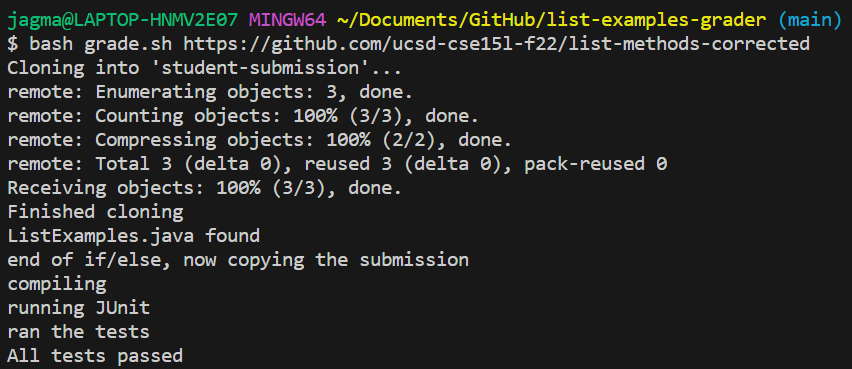 jagma@LAPTOP-HNMV2E07 MINGW64 ~/Documents/GitHub/list-examples-grader (main)
$ bash grade.sh https://github.com/ucsd-cse15l-f22/list-methods-corrected
Cloning into 'student-submission'...
remote: Enumerating objects: 3, done.
remote: Counting objects: 100% (3/3), done.
remote: Compressing objects: 100% (2/2), done.
remote: Total 3 (delta 0), reused 3 (delta 0), pack-reused 0
Receiving objects: 100% (3/3), done.
Finished cloning
ListExamples.java found
end of if/else, now copying the submission
compiling
running JUnit
ran the tests
All tests passed